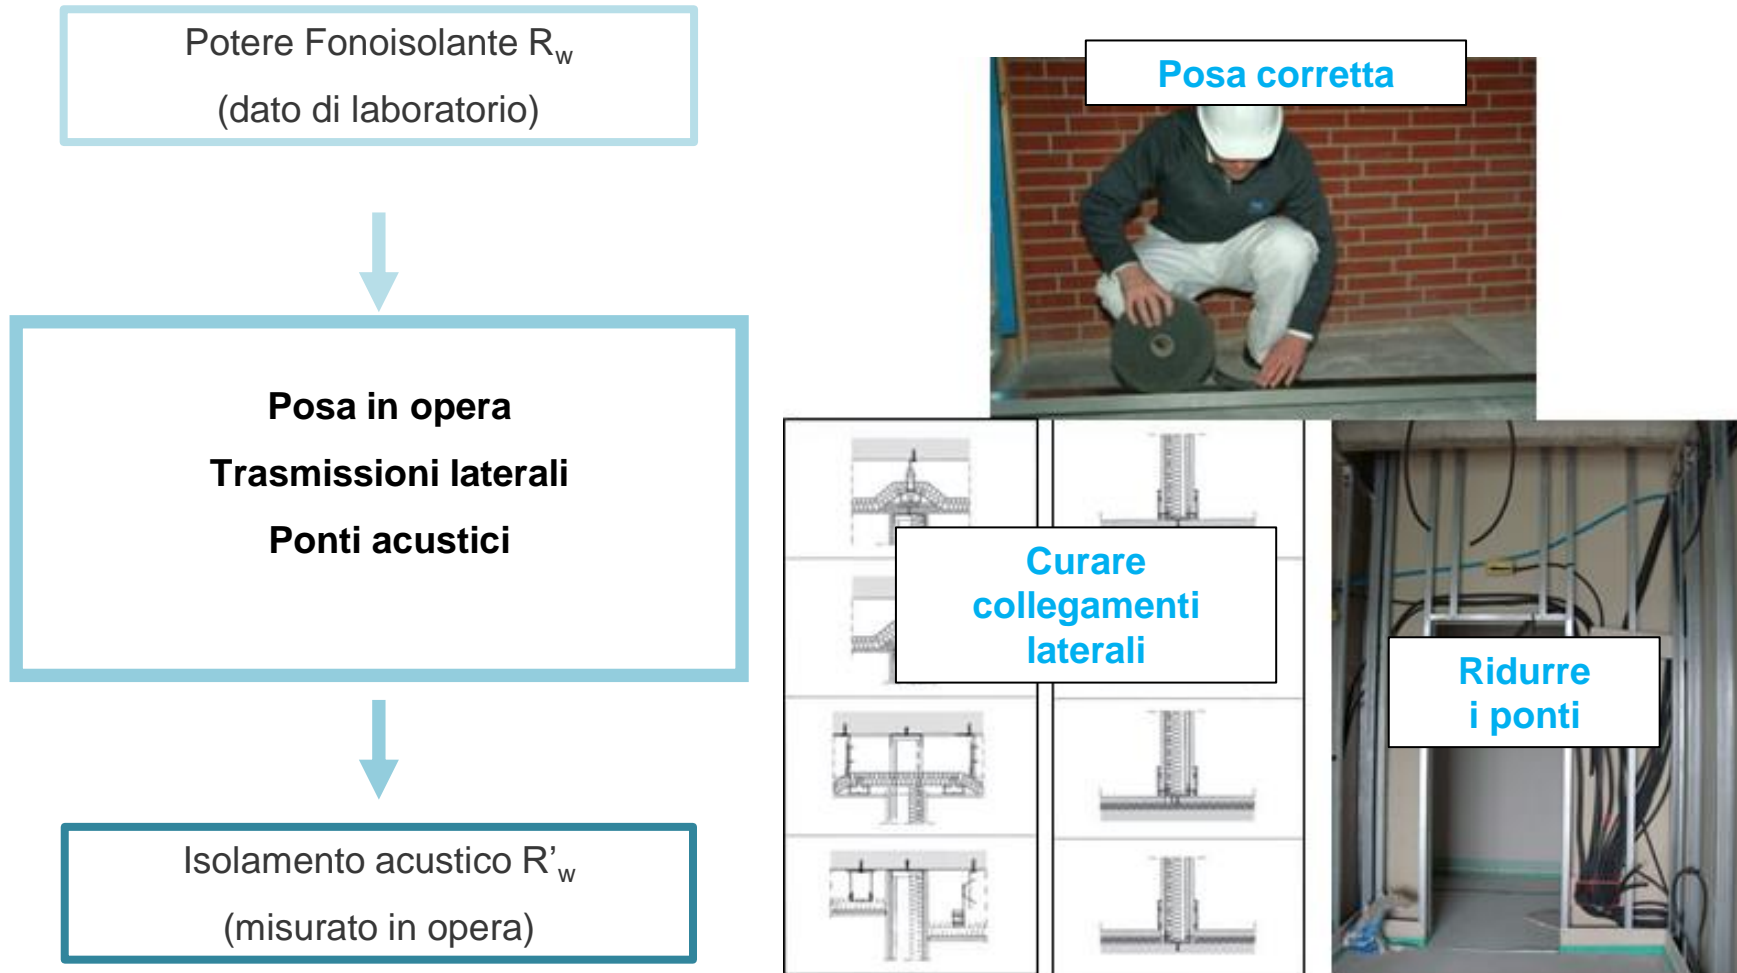 Potere Fonoisolante Rw
(dato di laboratorio)
Posa in opera
Trasmissioni laterali
Ponti acustici
Isolamento acustico R’w
(misurato in opera)
Posa corretta
Curare
collegamenti
laterali
Ridurre
i ponti